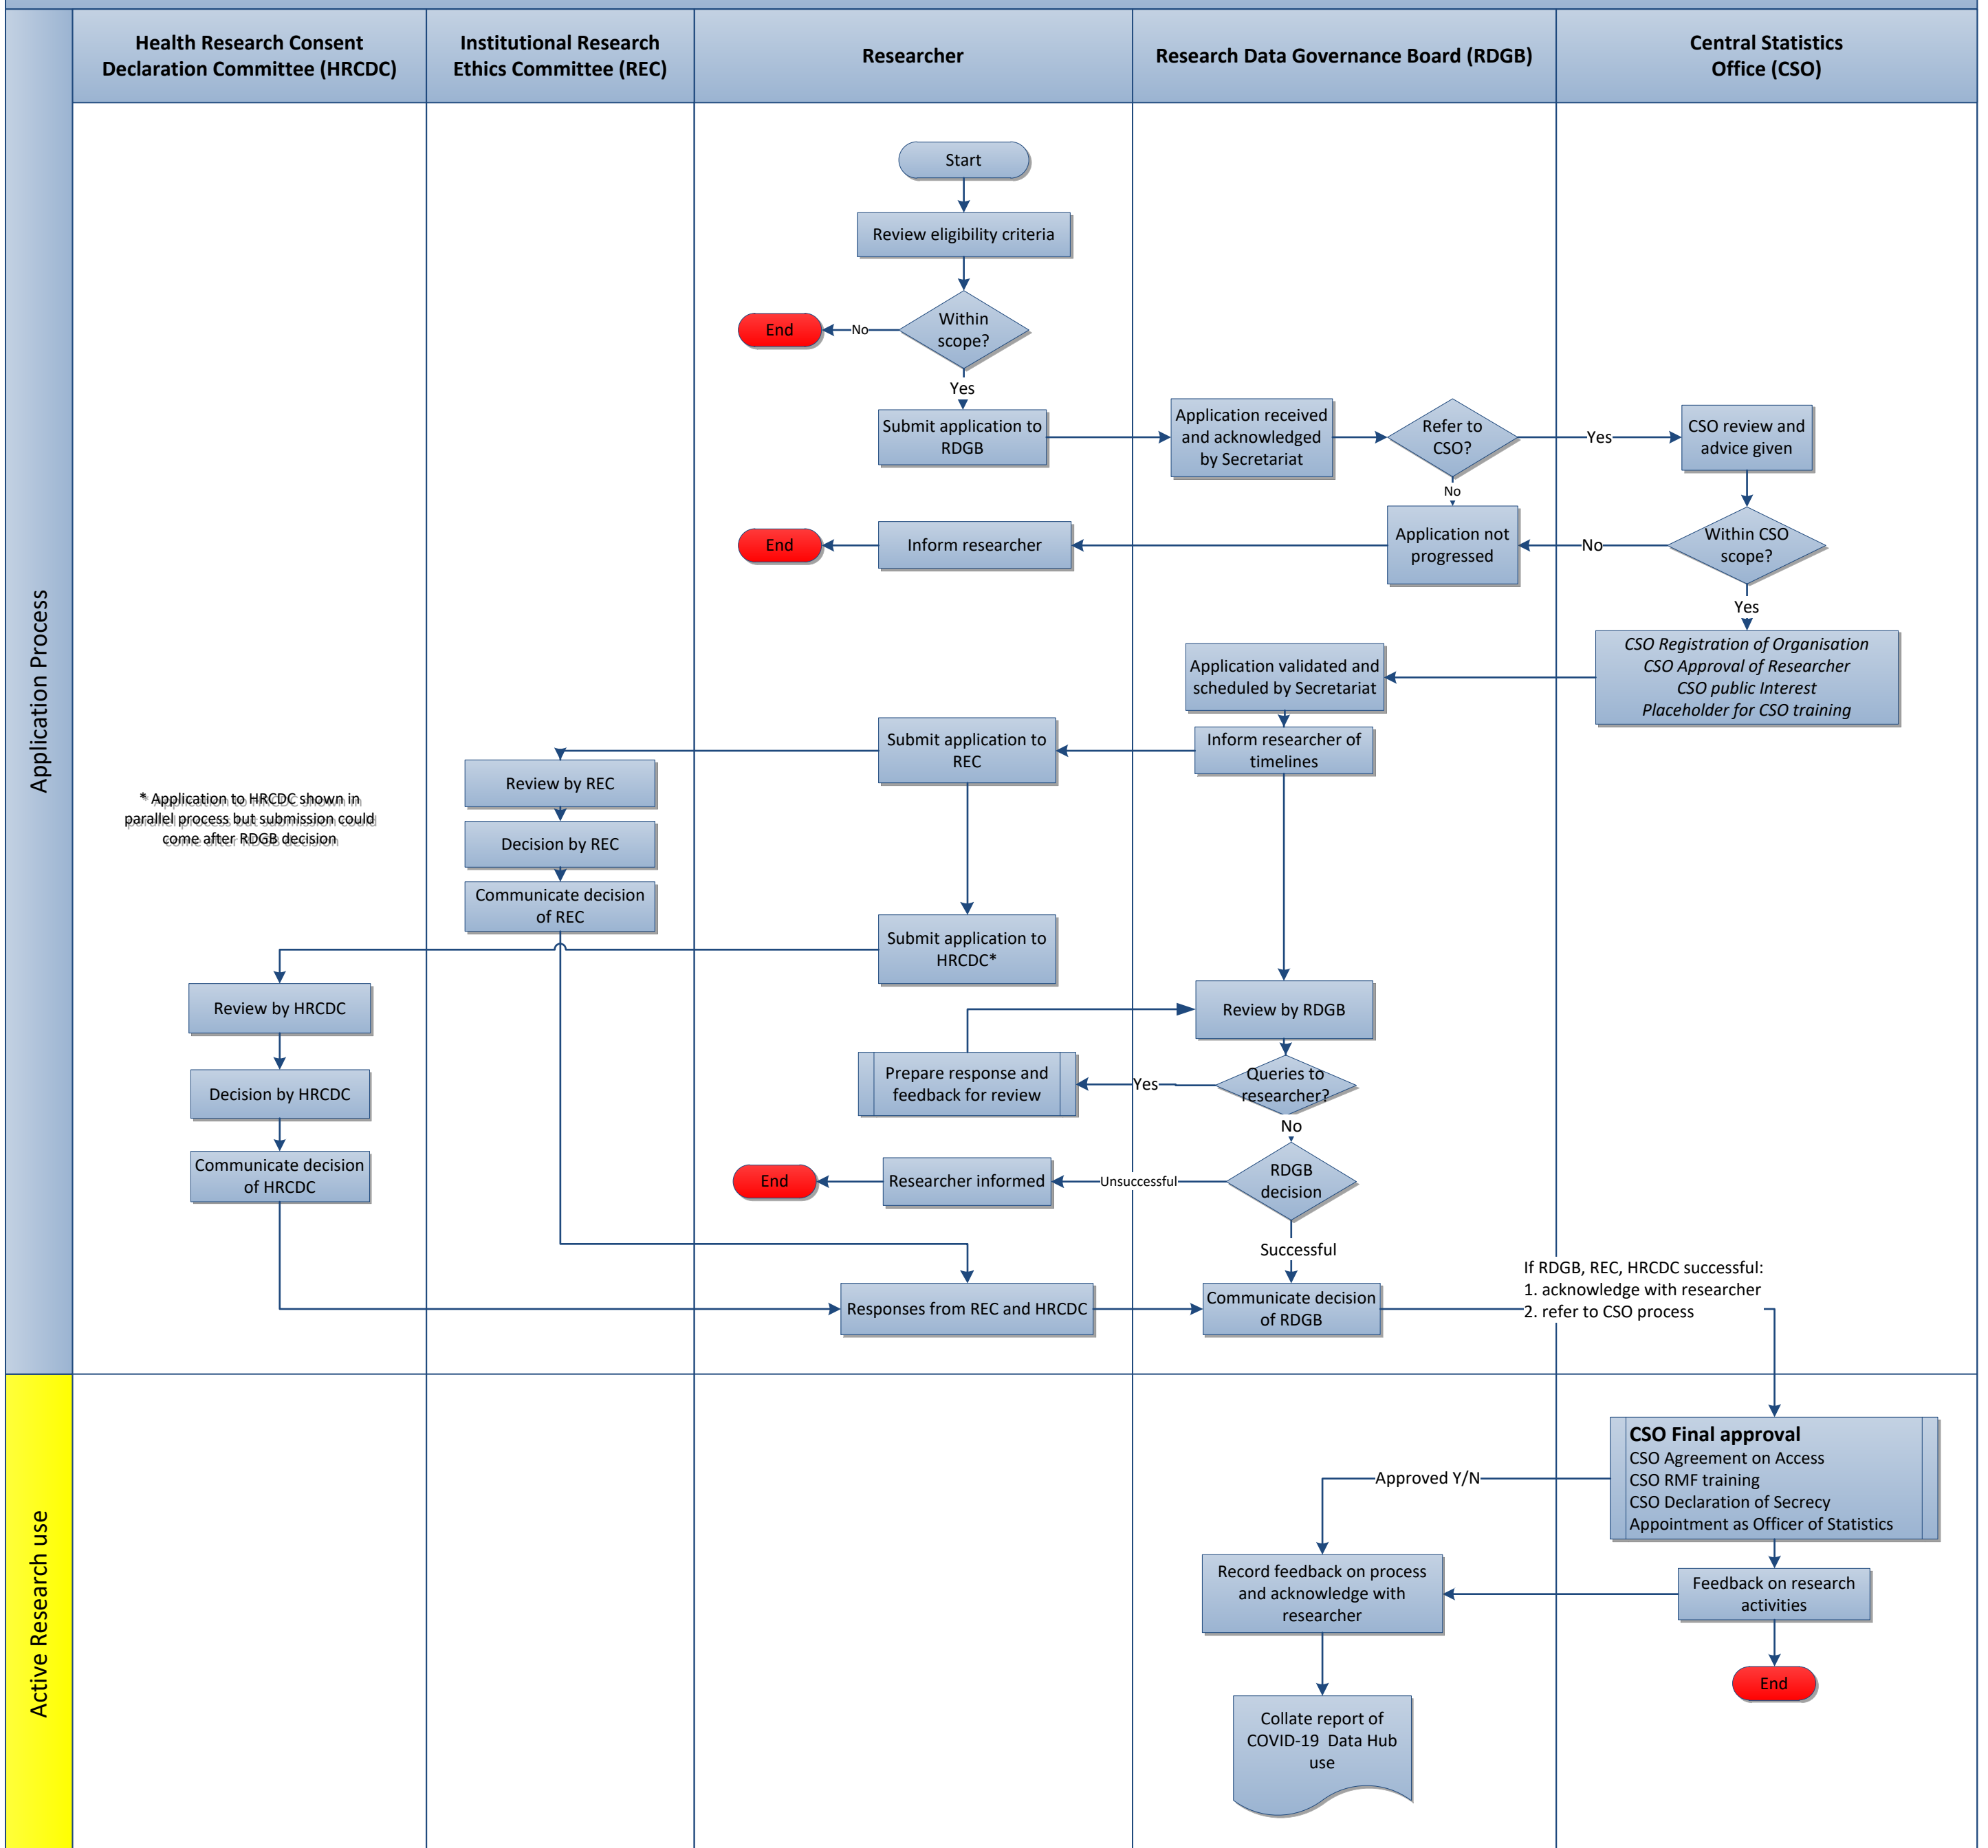 Health Research Consent
Declaration Committee (HRCDC)
Institutional Research
Ethics Committee (REC)
Researcher
Research Data Governance Board (RDGB)
Central Statistics
Office (CSO)
Application Process
Start
Review eligibility criteria
Within
scope?
No
End
Yes
Submit application to
RDGB
Application received
and acknowledged
by Secretariat
Refer to
CSO?
Yes
CSO review and
advice given
No
Within CSO
scope?
No
Application not
progressed
Inform researcher
End
Yes
CSO Registration of Organisation
CSO Approval of Researcher
CSO public Interest
Placeholder for CSO training
Application validated and
scheduled by Secretariat
Inform researcher of
timelines
Submit application to
REC
Review by REC
Decision by REC
Communicate decision
of REC
* Application to HRCDC shown in
parallel process but submission could
come after RDGB decision
Submit application to
HRCDC*
Review by HRCDC
Decision by HRCDC
Communicate decision
of HRCDC
Review by RDGB
Queries to
researcher?
Yes
Prepare response and
feedback for review
No
RDGB
decision
Unsuccessful
Researcher informed
End
Successful
Responses from REC and HRCDC
Communicate decision
of RDGB
If RDGB, REC, HRCDC successful:
1. acknowledge with researcher
2. refer to CSO process
Active Research use
CSO Final approval
CSO Agreement on Access
CSO RMF training
CSO Declaration of Secrecy
Appointment as Officer of Statistics
Approved Y/N
Record feedback on process
and acknowledge with
researcher
Feedback on research
activities
End
Collate report of
COVID-19  Data Hub
use